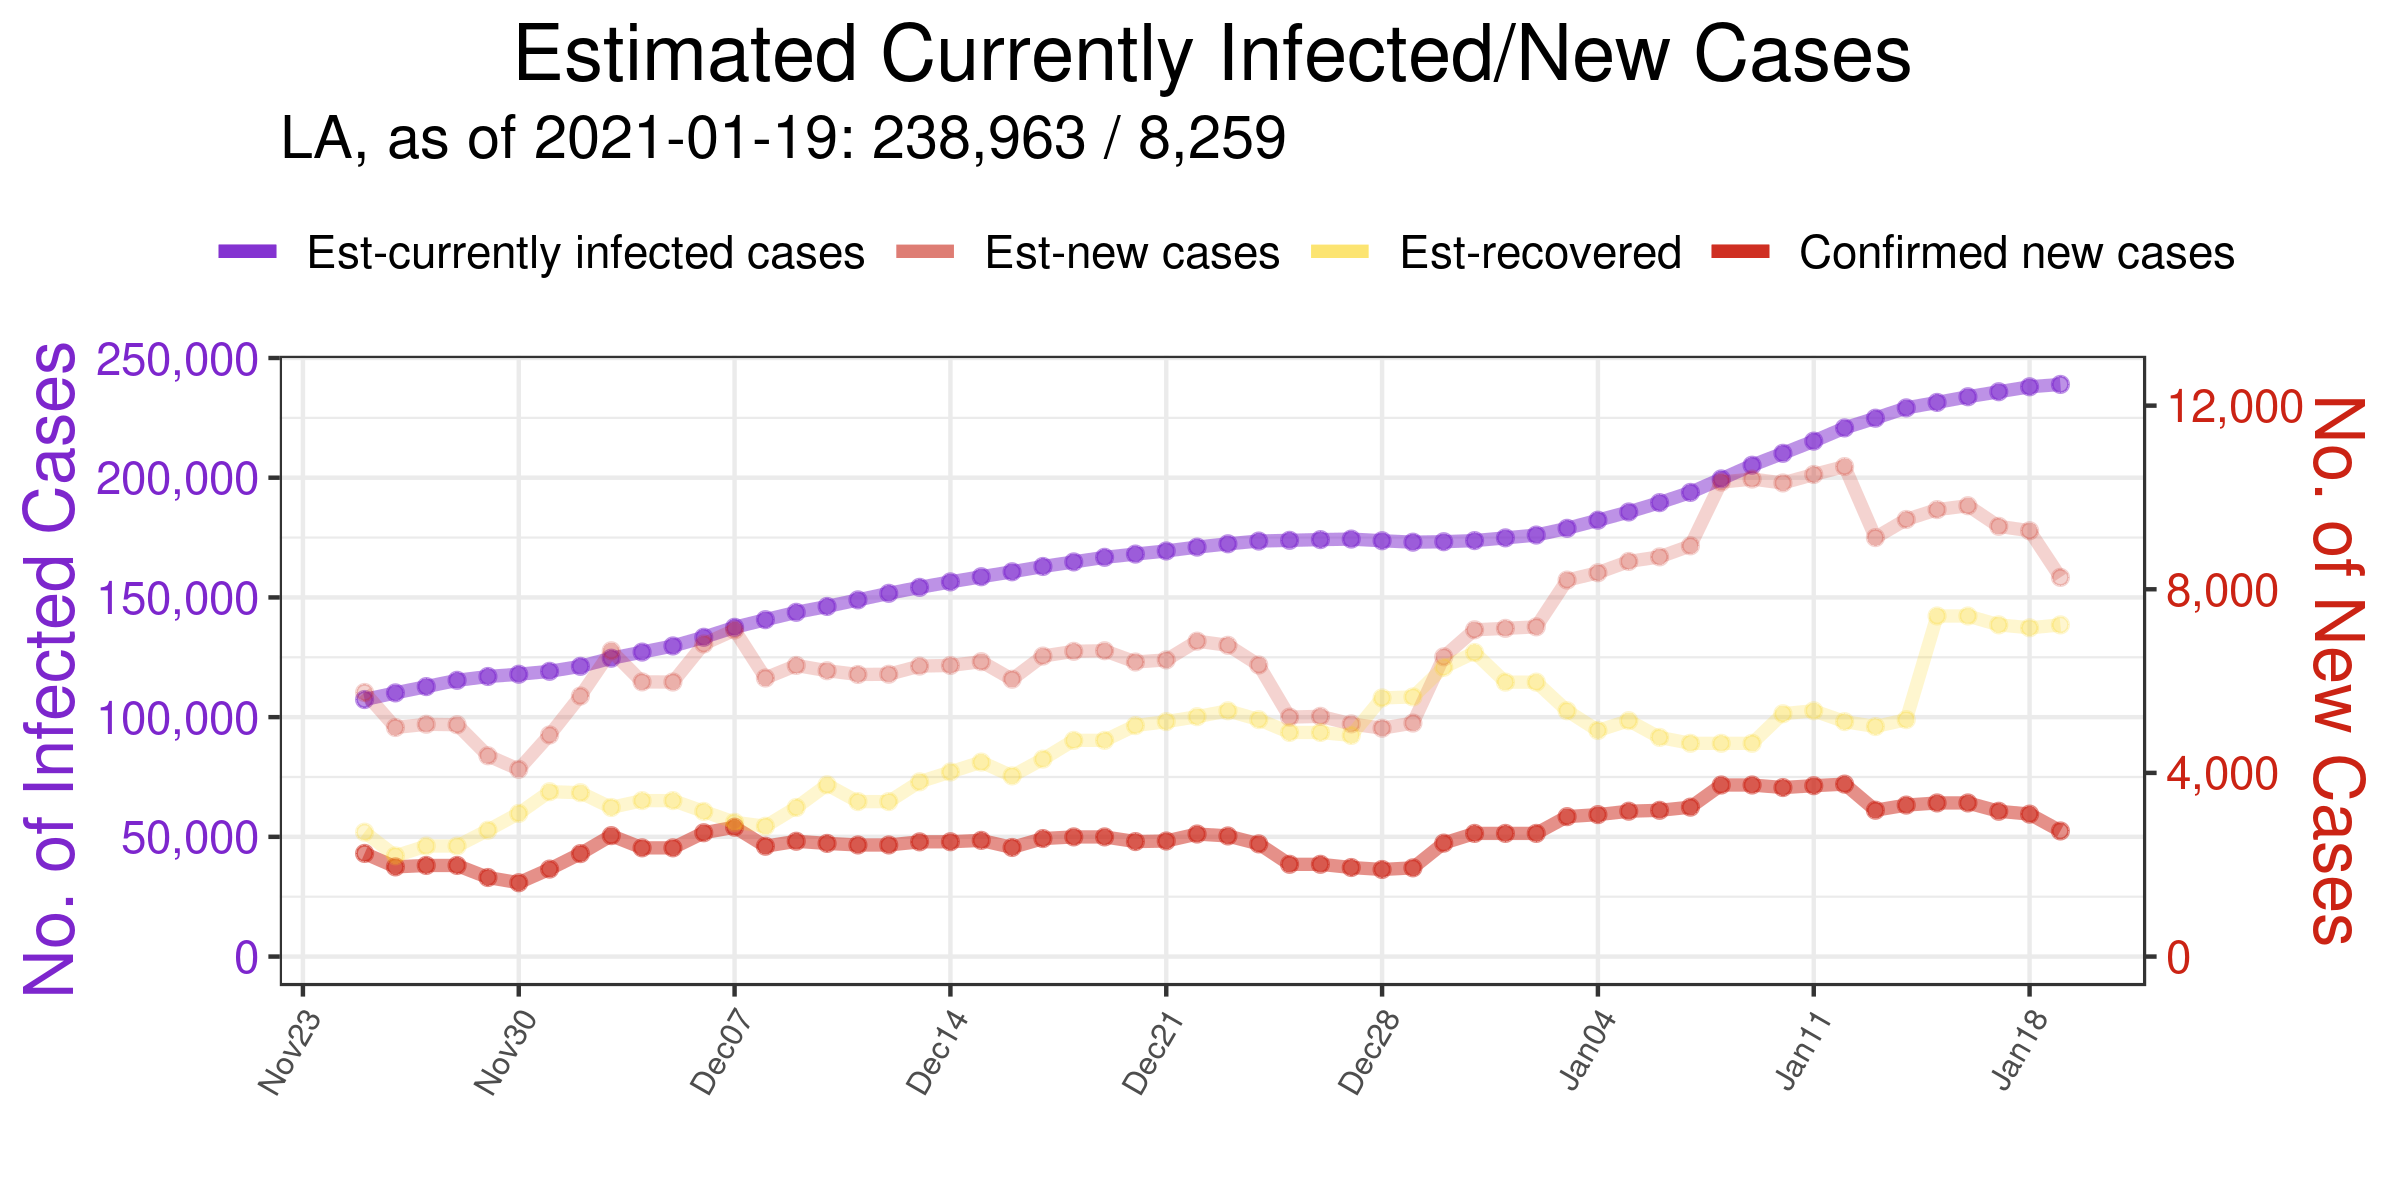 Estimated Currently Infected/New Cases
LA, as of 2021-01-19: 238,963 / 8,259
Est-currently infected cases Est-new cases Est-recovered Confirmed new cases
No. of Infected Cases
250,000
200,000
150,000
100,000
50,000
0
12,000
8,000
4,000
0
No. of New Cases
Nov23 Nov30 Dec07 Dec14 Dec21 Dec28 Jan04 Jan11 Jan18